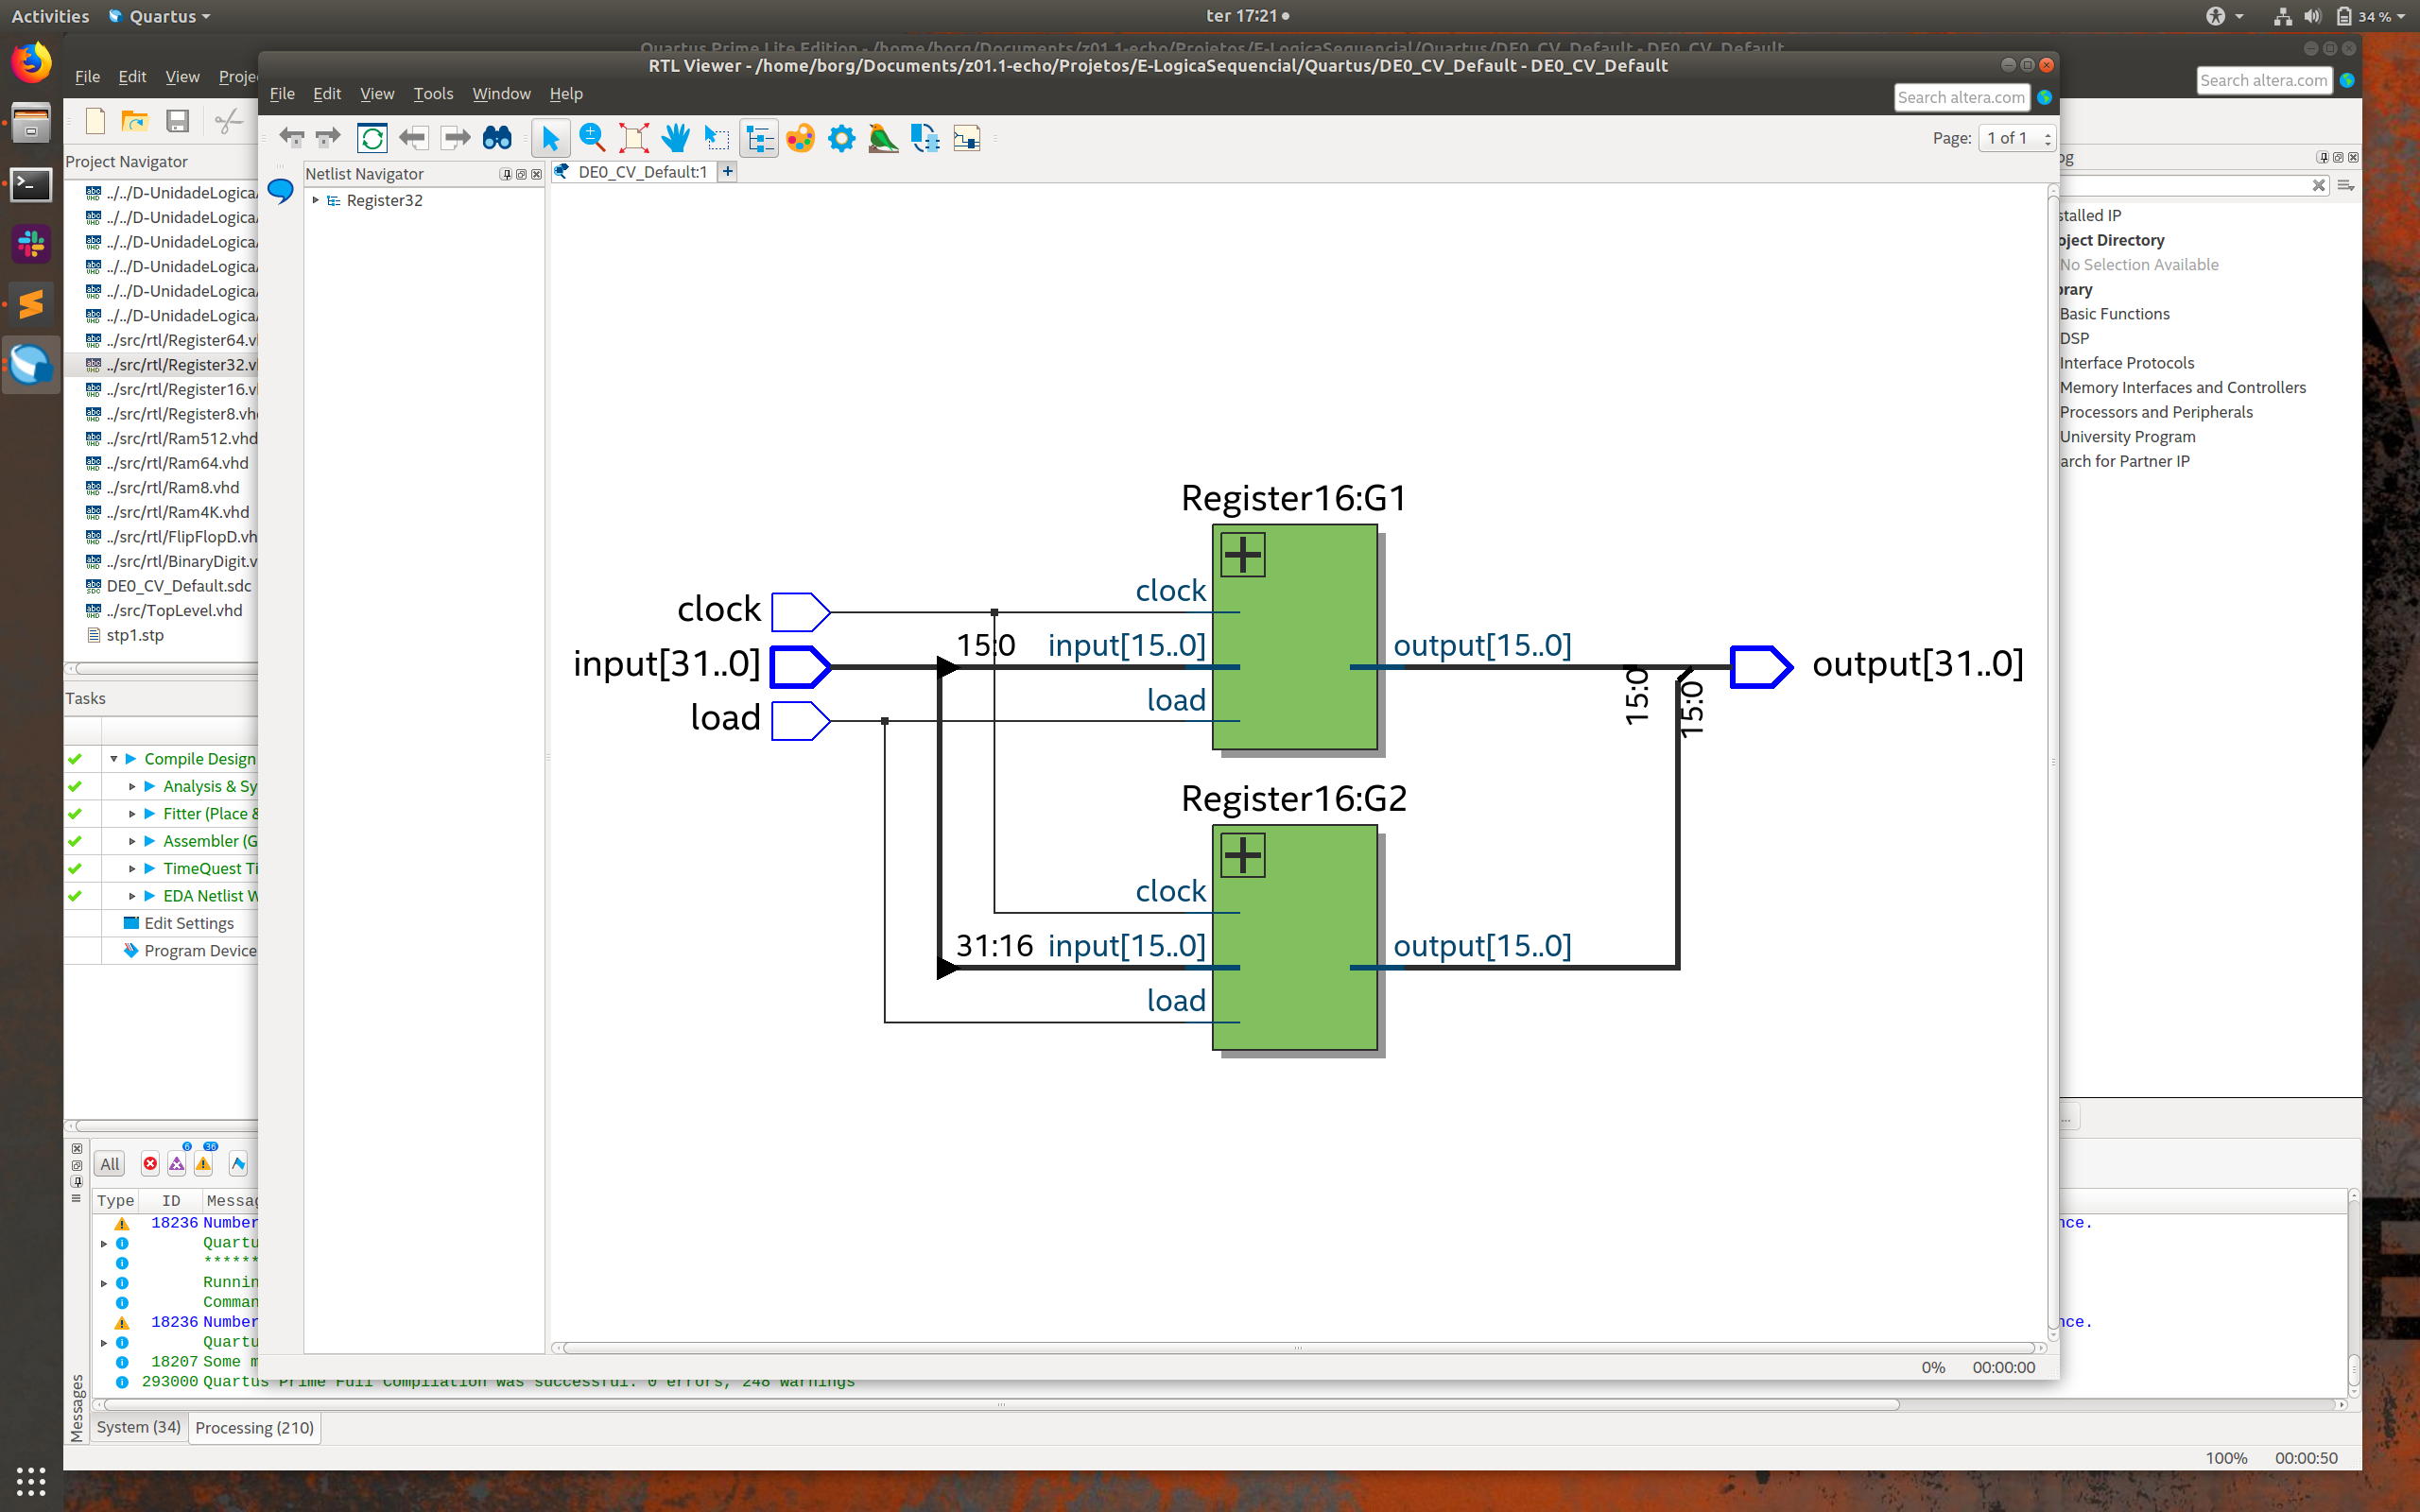 Activities
Quartus
ter 17:21
34 %
Quartus Prime Lite Edition - /home/borg/Documents/z01.1-echo/Projetos/E-LogicaSequencial/Quartus/DE0_CV_Default - DE0_CV_Default
File Edit View Proje
Search altera.com
RTL Viewer - /home/borg/Documents/z01.1-echo/Projetos/E-LogicaSequencial/Quartus/DE0_CV_Default - DE0_CV_Default
File Edit View Tools Window Help
Search altera.com
Page: 1 of 1
Project Navigator
../../D-UnidadeLogicaA
../../D-UnidadeLogicaA
../../D-UnidadeLogicaA
../../D-UnidadeLogicaA
../../D-UnidadeLogicaA
../../D-UnidadeLogicaA
../src/rtl/Register64.vh
../src/rtl/Register32.vh
../src/rtl/Register16.vh
../src/rtl/Register8.vhd
../src/rtl/Ram512.vhd
../src/rtl/Ram64.vhd
../src/rtl/Ram8.vhd
../src/rtl/Ram4K.vhd
../src/rtl/FlipFlopD.vh
../src/rtl/BinaryDigit.v
DE0_CV_Default.sdc
../src/TopLevel.vhd
stp1.stp
Netlist Navigator
Register32
DE0_CV_Default:1
Register16:G1
clock
input[15..0]
load
output[15..0]
clock
input[31..0]
load
15:0
15:0
15:0
output[31..0]
Register16:G2
clock
31:16
input[15..0]
load
output[15..0]
og
stalled IP
oject Directory
No Selection Available
brary
Basic Functions
DSP
Interface Protocols
Memory Interfaces and Controllers
Processors and Peripherals
University Program
arch for Partner IP
...
Tasks
Compile Design
Analysis & Sy
Fitter (Place &
Assembler (G
TimeQuest Ti
EDA Netlist W
Edit Settings
Program Device
All
6
36
Type ID Messag
18236 Number
nce.
Quartu
******
Runnin
Comman
18236 Number
nce.
Quartu
18207 Some m
293000 Quartus Prime Full Compilation was successful. 0 errors, 248 warnings
Messages
System (34) Processing (210)
0% 00:00:00
100% 00:00:50